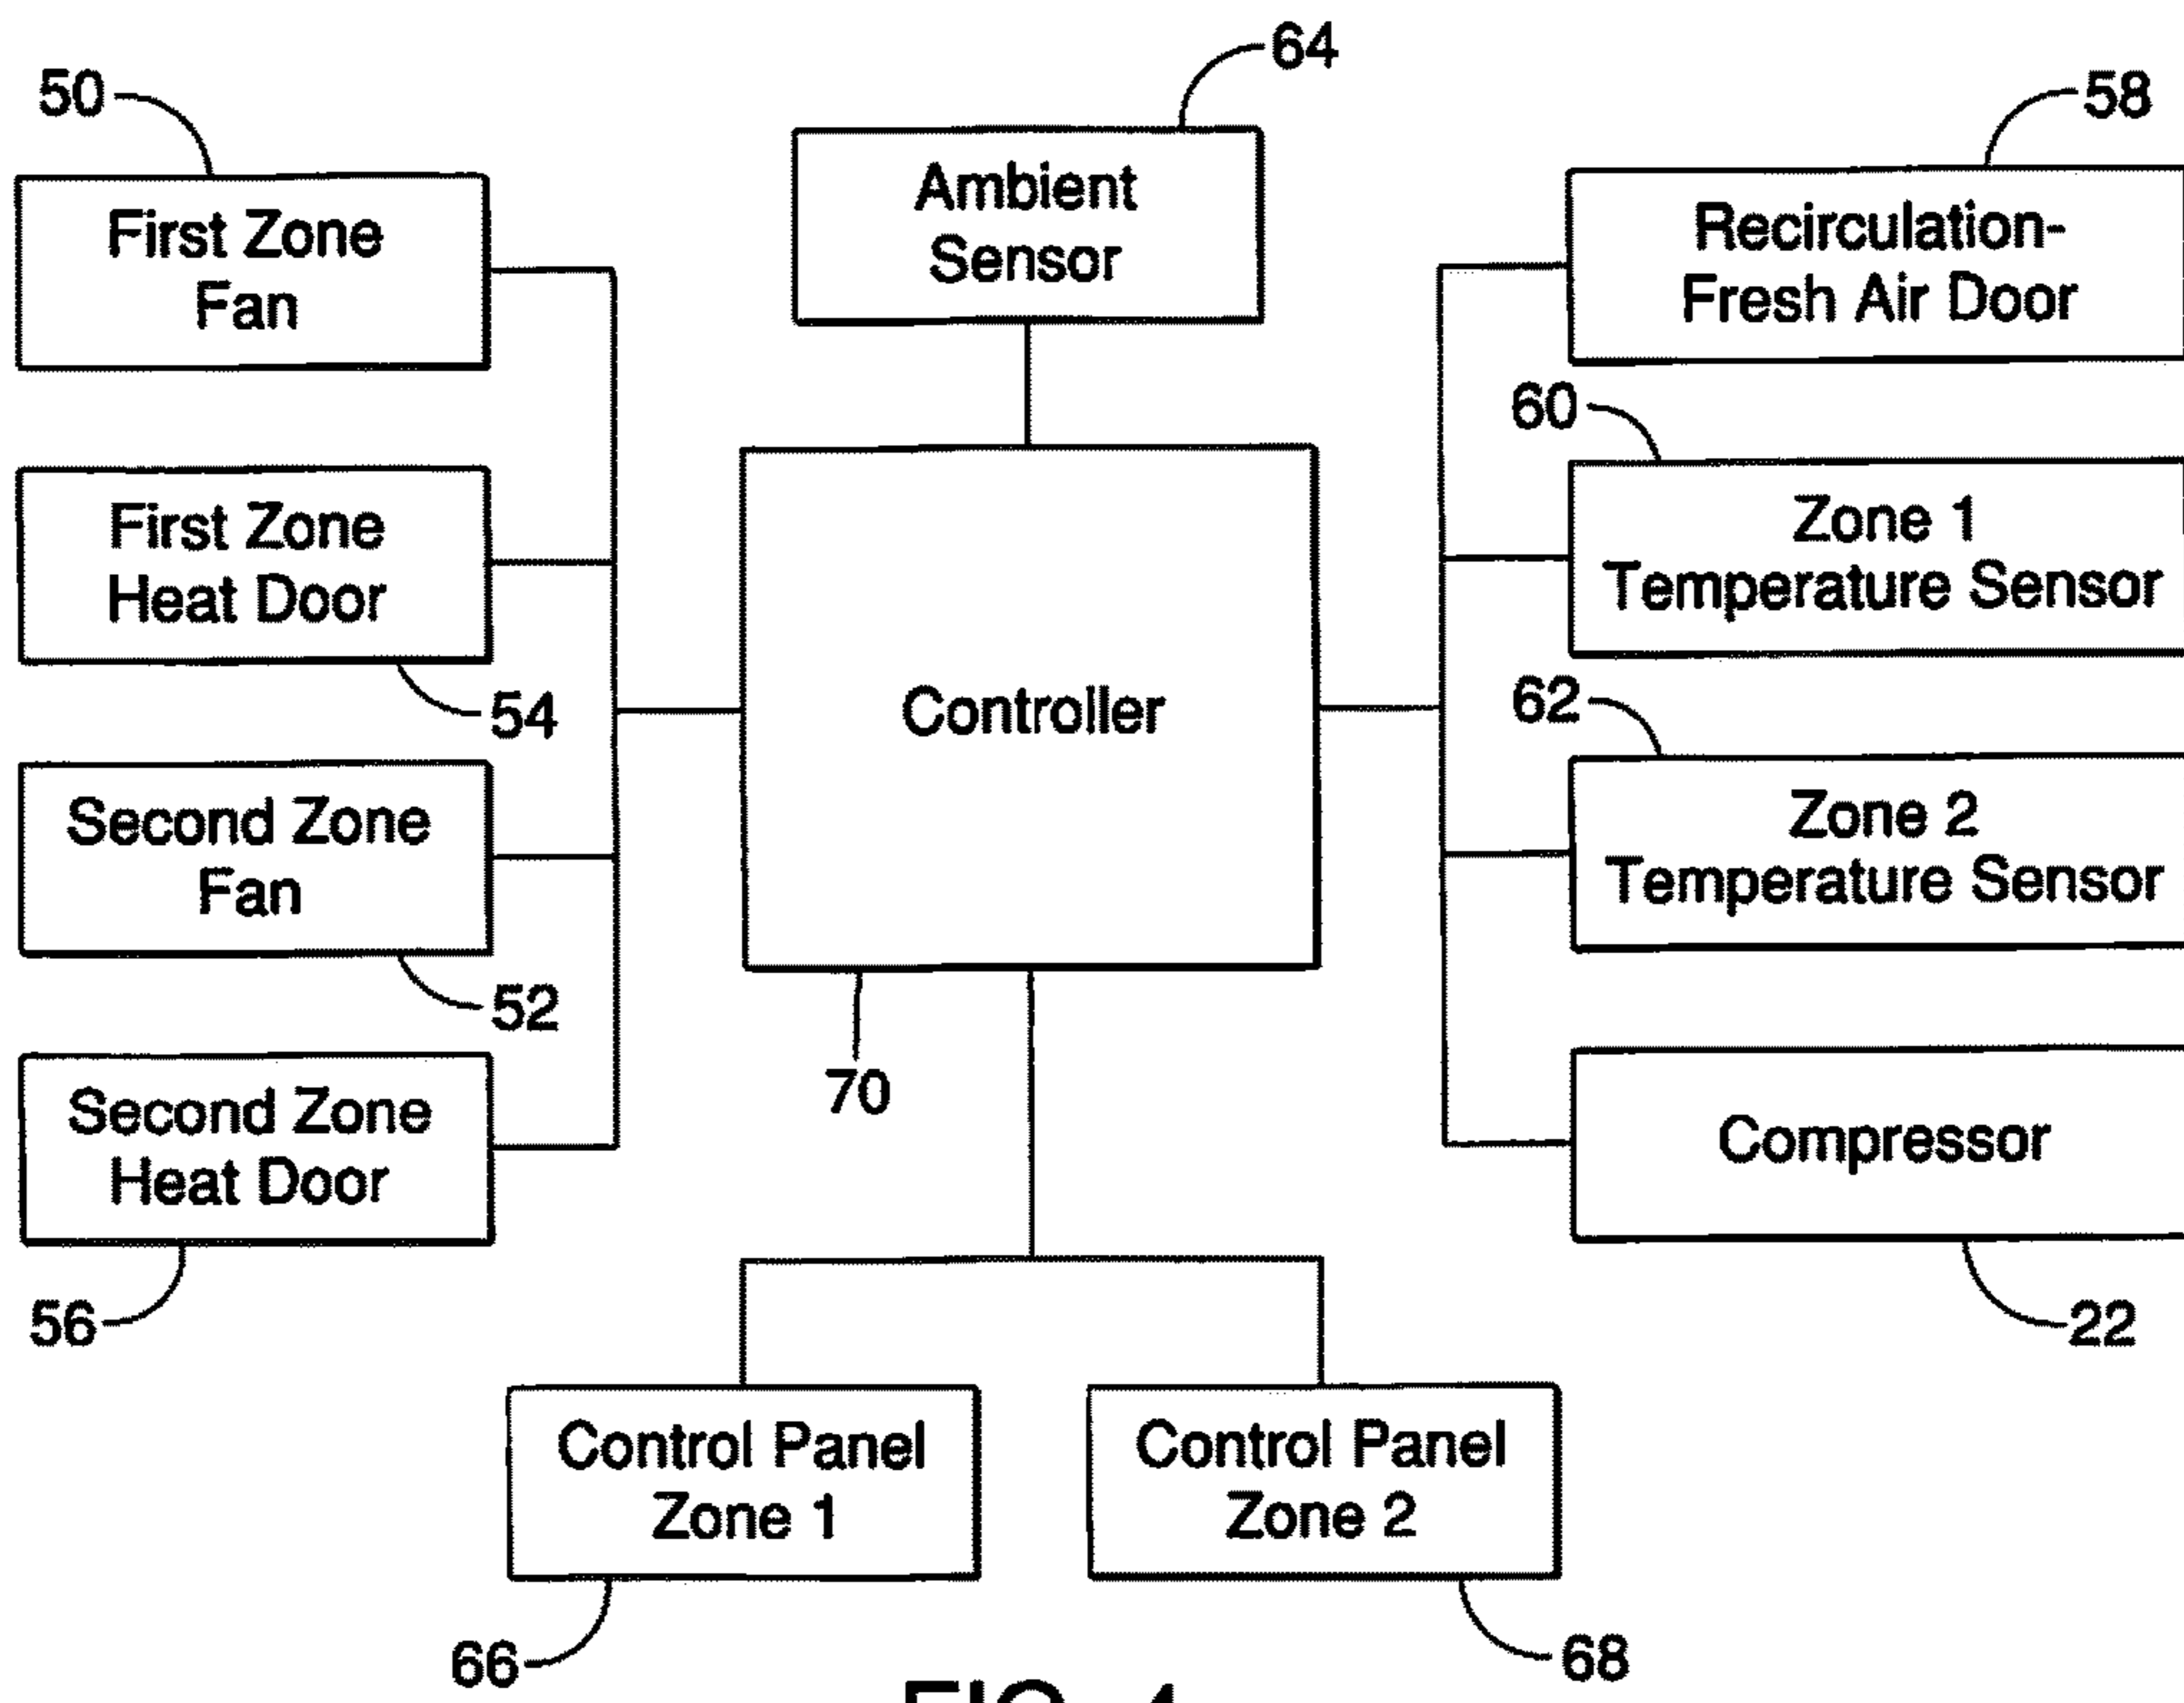 64
50
58
Ambient
Sensor
First Zone
Fan
Recirculation-
Fresh Air Door
60
First Zone
Heat Door
Zone 1
Temperature Sensor
54
Controller
62
Second Zone
Fan
Zone 2
Temperature Sensor
52
70
Second Zone
Heat Door
Compressor
56
22
Control Panel
Zone 1
Control Panel
Zone 2
66
68